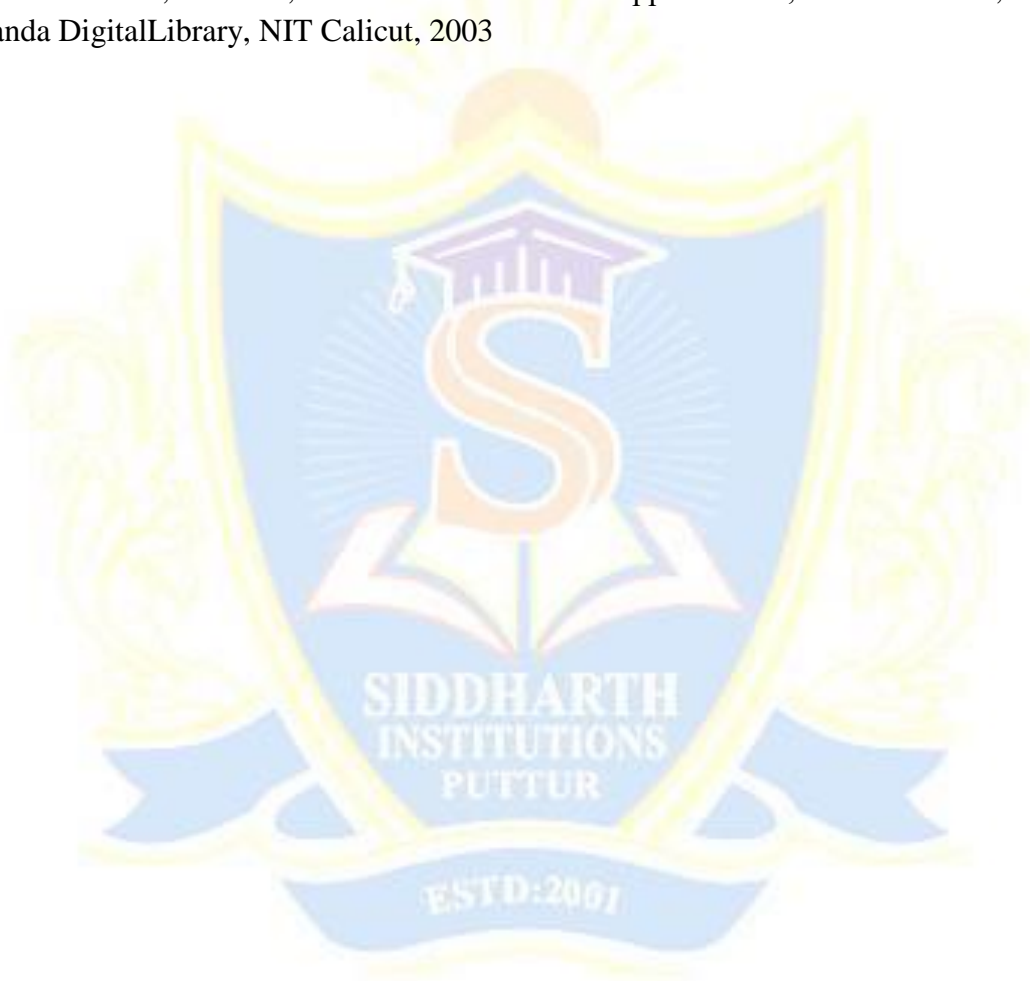 anda DigitalLibrary, NIT Calicut, 2003
SIDDHARTH
INSTITUTIONS
PUTTUR
ESTD:2001